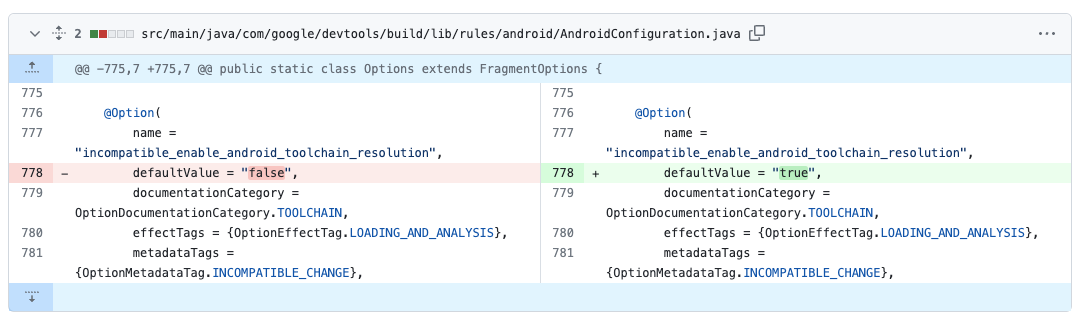 2 src/main/java/com/google/devtools/build/lib/rules/android/AndroidConfiguration.java
@@ -775,7 +775,7 @@ public static class Options extends FragmentOptions {
775
776 @Option(
777 name =
"incompatible_enable_android_toolchain_resolution",
778 - defaultValue = "false",
779 documentationCategory =
OptionDocumentationCategory.TOOLCHAIN,
780 effectTags = {OptionEffectTag.LOADING_AND_ANALYSIS},
781 metadataTags =
{OptionMetadataTag.INCOMPATIBLE_CHANGE},
775
776 @Option(
777 name =
"incompatible_enable_android_toolchain_resolution",
778 + defaultValue = "true",
779 documentationCategory =
OptionDocumentationCategory.TOOLCHAIN,
780 effectTags = {OptionEffectTag.LOADING_AND_ANALYSIS},
781 metadataTags =
{OptionMetadataTag.INCOMPATIBLE_CHANGE},